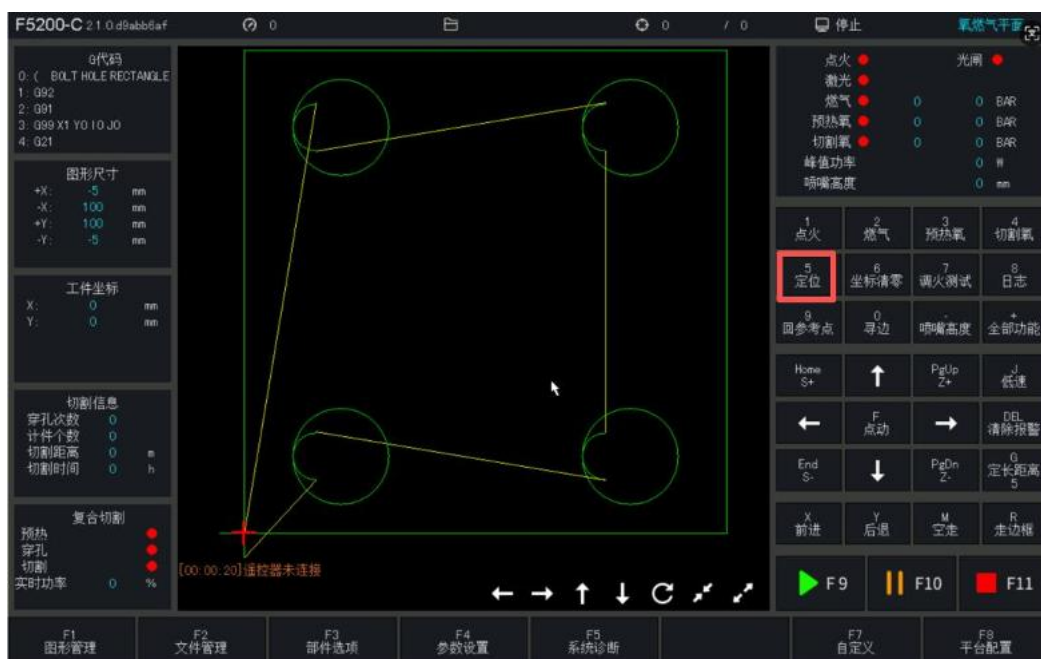 F5200-C 2.1.0.d9abb6af
0
0 / 0
停止
氧燃气平面
G代码
0: ( BOLT HOLE RECTANGLE
1: G92
2: G91
3: G99 X1 Y0 I0 J0
4: G21
图形尺寸
+X: -5 mm
-X: 100 mm
+Y: 100 mm
-Y: -5 mm
工件坐标
X: 0 mm
Y: 0 mm
切割信息
穿孔次数 0
计件个数 0
切割距离 0 m
切割时间 0 h
复合切割
预热
穿孔
切割
实时功率 0 %
[00:00:20]遥控器未连接
点火 光闸
激光
燃气 0 0 BAR
预热氧 0 0 BAR
切割氧 0 0 BAR
峰值功率 0 W
喷嘴高度 0 mm
1 2 3 4
点火 燃气 预热氧 切割氧
5 6 7 8
定位 坐标清零 调火测试 日志
9 0 - +
回参考点 寻边 喷嘴高度 全部功能
Home PgUp J
S+ Z+ 低速
F DEL
点动 清除报警
End PgDn G
S- Z- 定长距离
5
X Y M R
前进 后退 空走 走边框
F9 F10 F11
F1 F2 F3 F4 F5 F7 F8
图形管理 文件管理 部件选项 参数设置 系统诊断 自定义 平台配置